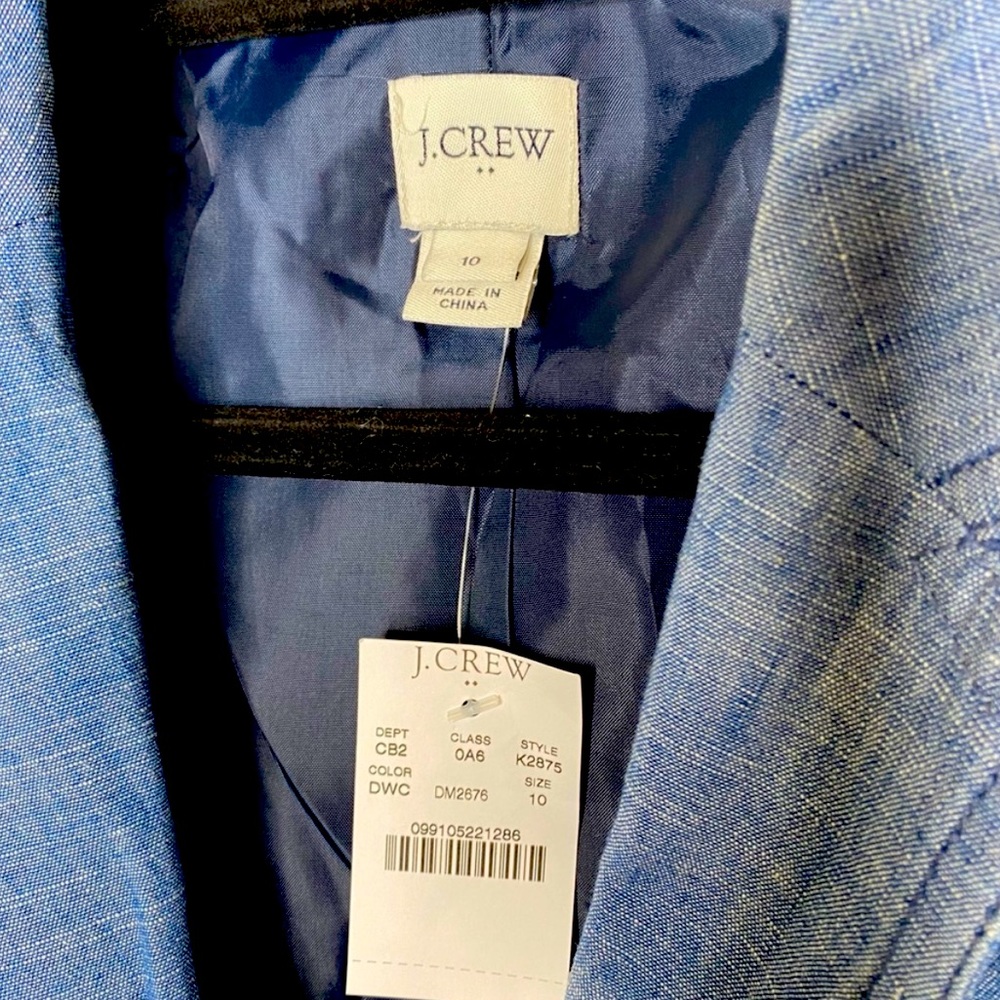 J.CREW
10
MADE IN
CHINA
J.CREW
DEPT CLASS STYLE
CB2 0A6 K2875
COLOR SIZE
DWC DM2676 10
099105221286